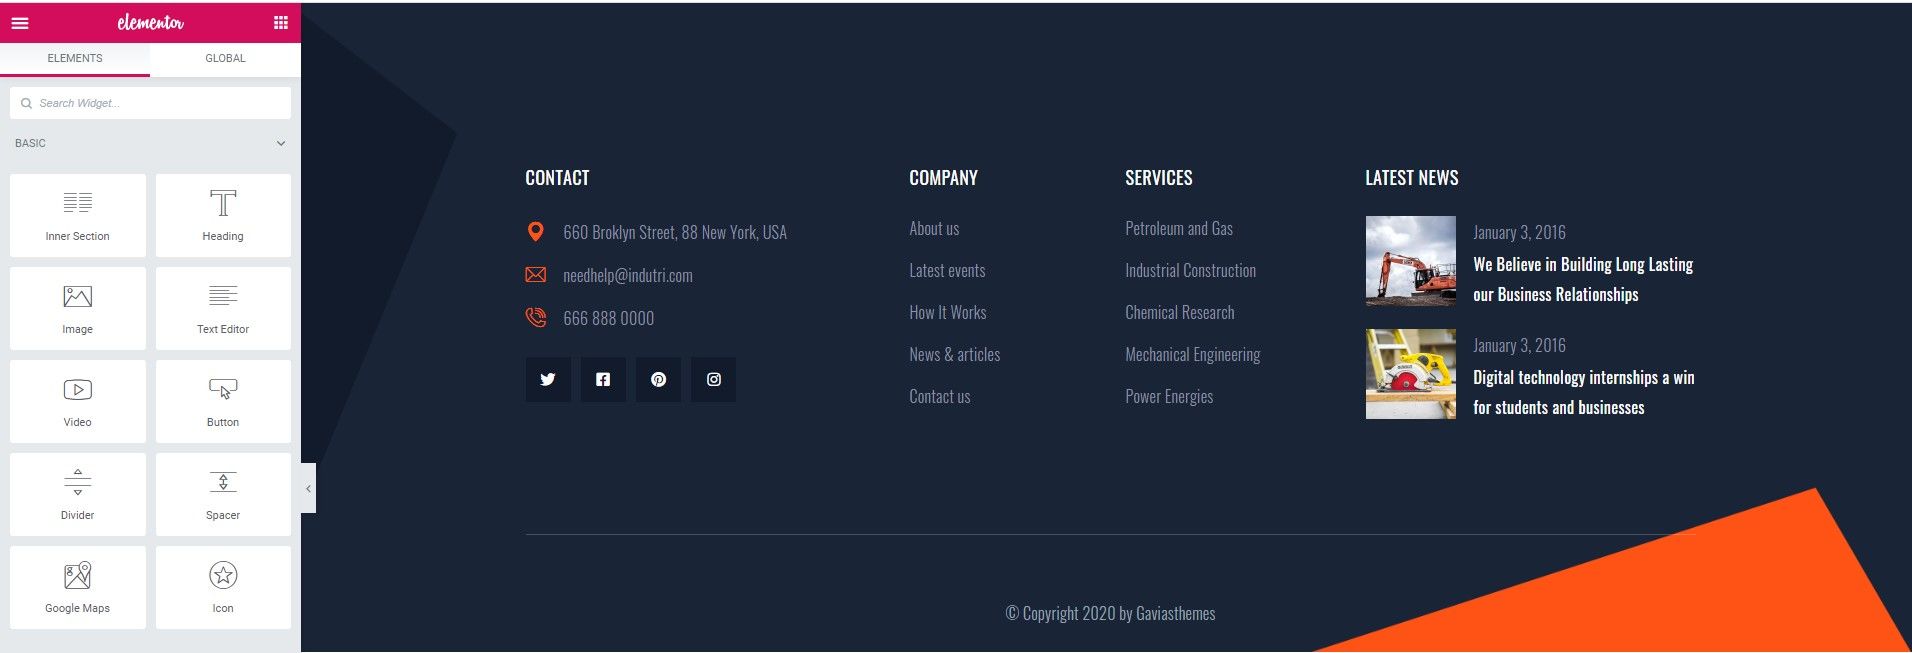 elementor
ELEMENTS
GLOBAL
Search Widget...
BASIC
Inner Section
Heading
Image
Text Editor
Video
Button
Divider
Spacer
Google Maps
Icon
CONTACT
660 Broklyn Street, 88 New York, USA
needhelp@indutri.com
666 888 0000
COMPANY
About us
Latest events
How It Works
News & articles
Contact us
SERVICES
Petroleum and Gas
Industrial Construction
Chemical Research
Mechanical Engineering
Power Energies
LATEST NEWS
January 3, 2016
We Believe in Building Long Lasting
our Business Relationships
January 3, 2016
Digital technology internships a win
for students and businesses
© Copyright 2020 by Gaviasthemes